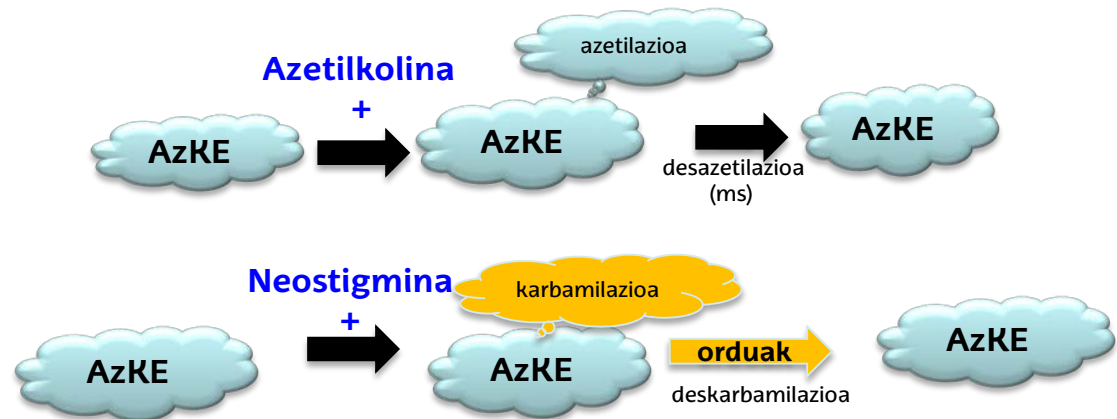 azetilazioa
Azetilkolina
+
AzKE
AzKE
AzKE
desazetilazioa
(ms)
Neostigmina
+
karbamilazioa
AzKE
AzKE
orduak
AzKE
deskarbamilazioa